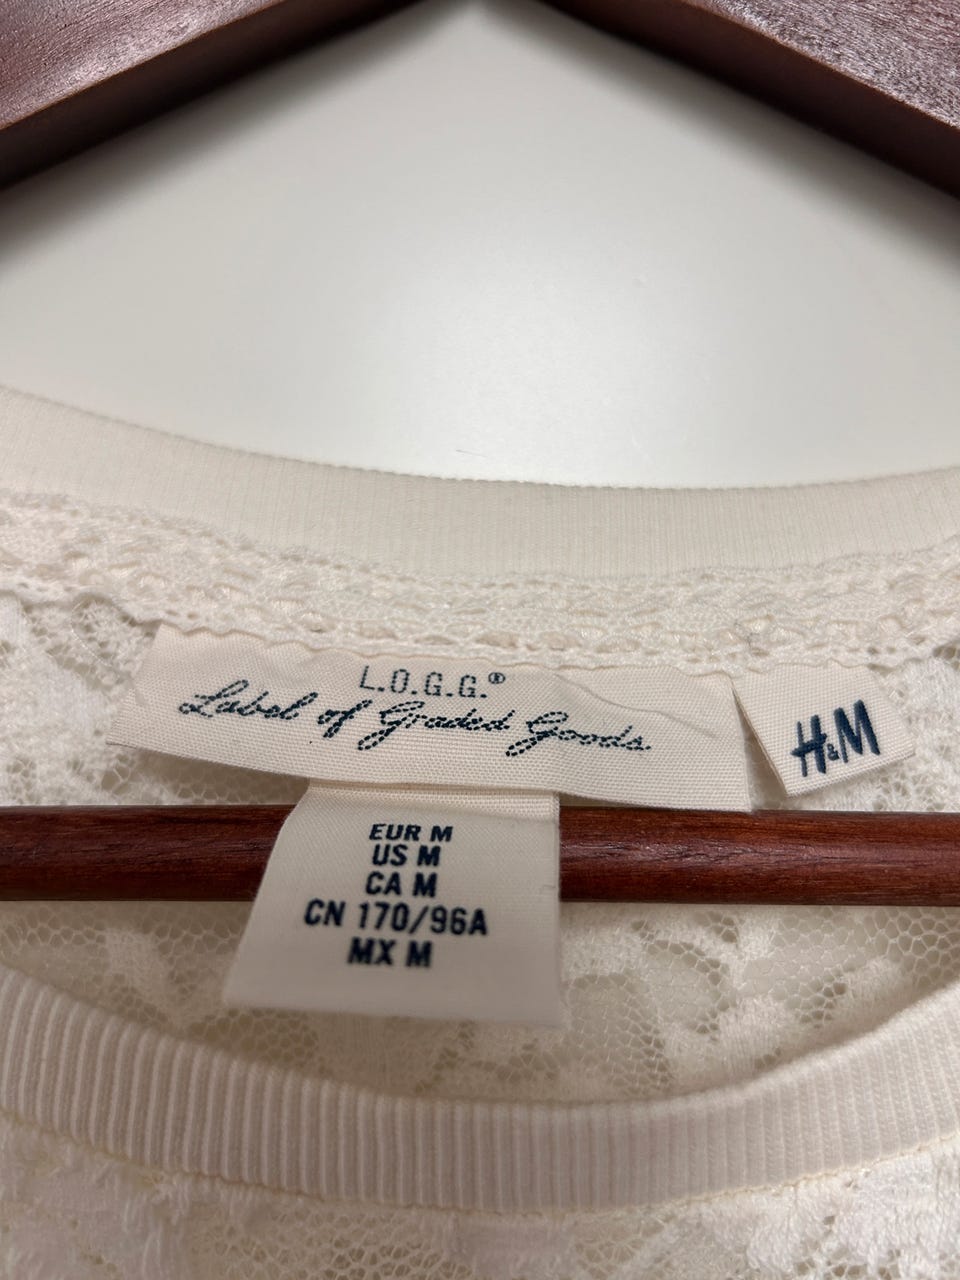 L.O.G.G.®
Label of Graded Goods.
H&M
EUR M
US M
CA M
CN 170/96A
MX M